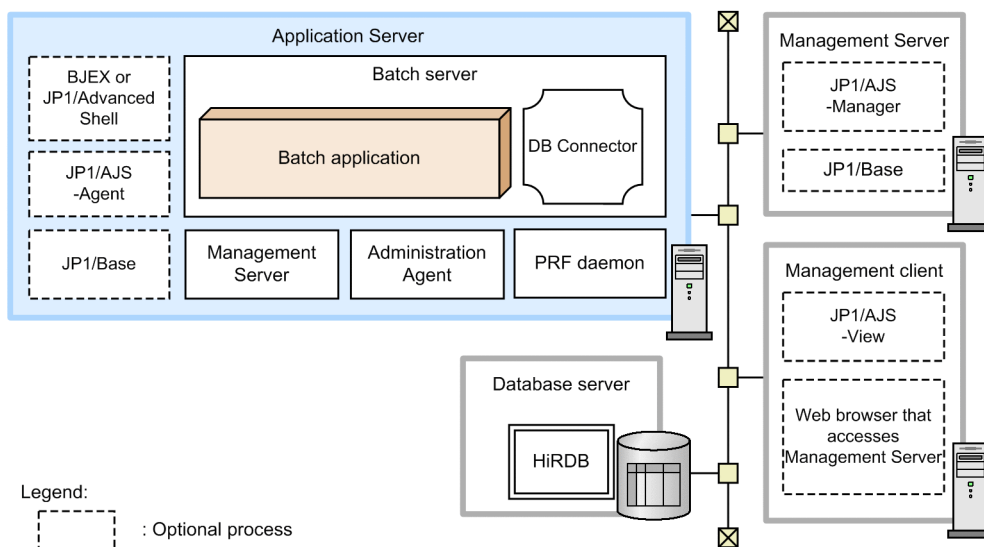 Application Server
BJEX or
JP1/Advanced
Shell
JP1/AJS
-Agent
JP1/Base
Batch server
Batch application
DB Connector
Management
Server
Administration
Agent
PRF daemon
Management Server
JP1/AJS
-Manager
JP1/Base
Management client
JP1/AJS
-View
Web browser that
accesses
Management Server
Database server
HiRDB
Legend:
: Optional process